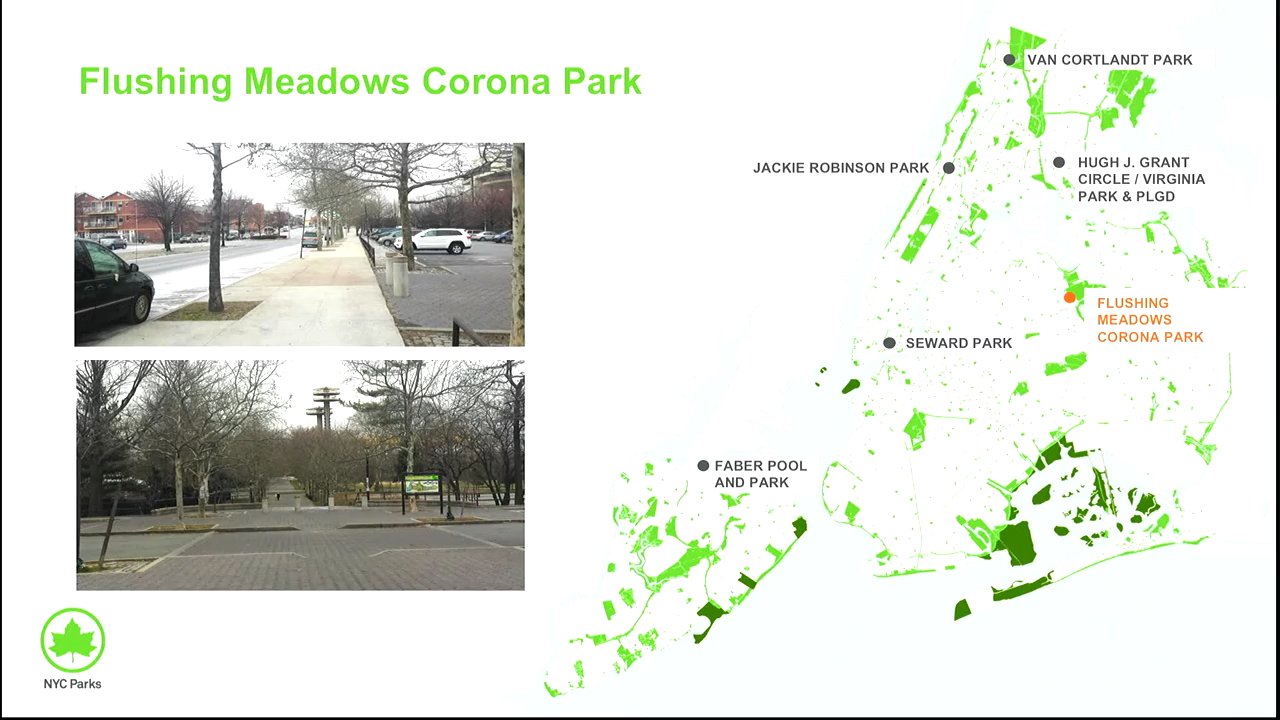 Flushing Meadows Corona Park
VAN CORTLANDT PARK
JACKIE ROBINSON PARK
HUGH J. GRANT
CIRCLE / VIRGINIA
PARK & PLGD
FLUSHING
MEADOWS
CORONA PARK
SEWARD PARK
FABER POOL
AND PARK
NYC Parks